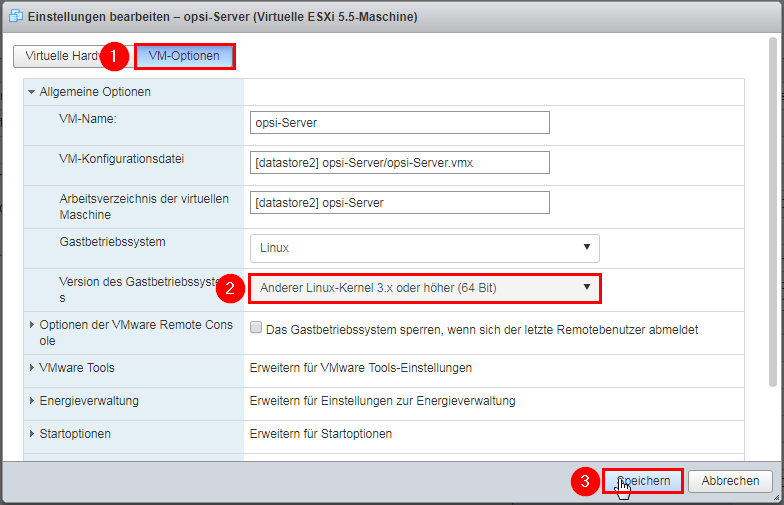 Einstellungen bearbeiten – opsi-Server (Virtuelle ESXi 5.5-Maschine)
Virtuelle Hardw
1
VM-Optionen
Allgemeine Optionen
VM-Name:
opsi-Server
VM-Konfigurationsdatei
[datastore2] opsi-Server/opsi-Server.vmx
Arbeitsverzeichnis der virtuellen
Maschine
[datastore2] opsi-Server
Gastbetriebssystem
Linux
Version des Gastbetriebssystem
s
2
Anderer Linux-Kernel 3.x oder höher (64 Bit)
Optionen der VMware Remote Cons
ole
Das Gastbetriebssystem sperren, wenn sich der letzte Remotebenutzer abmeldet
VMware Tools
Erweitern für VMware Tools-Einstellungen
Energieverwaltung
Erweitern für Einstellungen zur Energieverwaltung
Startoptionen
Erweitern für Startoptionen
3
Speichern
Abbrechen